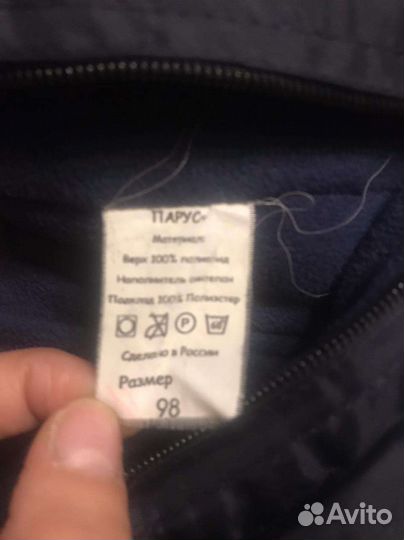 ПАРУС
Материал:
Верх 100% полиамид
Наполнитель синтепон
Подклад 100% Полиэстер
P
Сделано в России
Размер
98
Avito